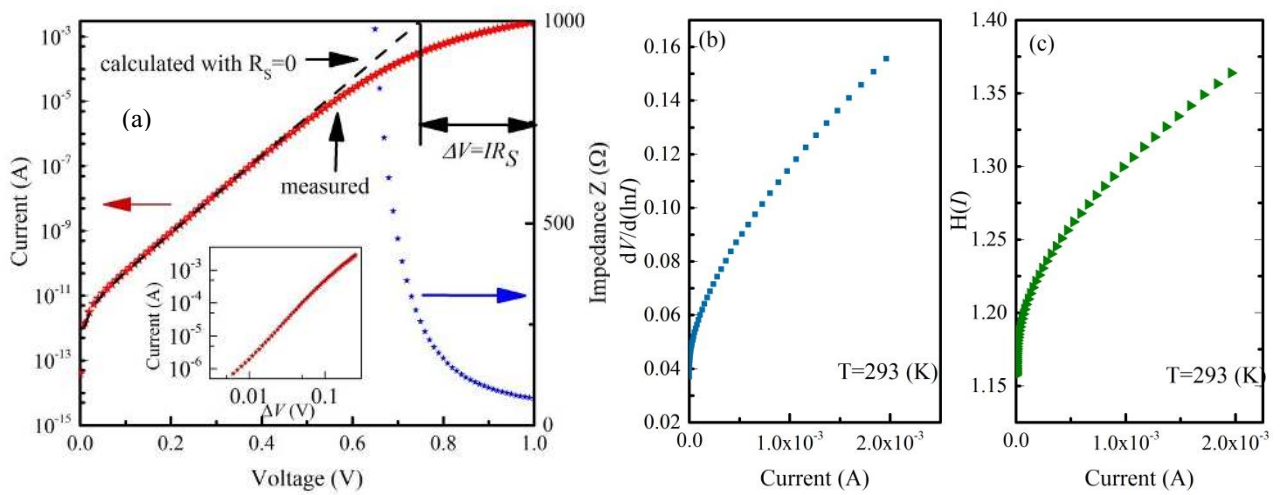 (a)
calculated with R_S=0
measured
ΔV=IR_S
Current (A)
10^-3
10^-5
10^-7
10^-9
10^-11
10^-13
10^-15
0.0 0.2 0.4 0.6 0.8 1.0
Voltage (V)
1000
500
0
Impedance Z (Ω)
Current (A)
10^-3
10^-4
10^-5
10^-6
0.01 0.1
ΔV (V)
(b)
dV/d(lnI)
0.16
0.14
0.12
0.10
0.08
0.06
0.04
0.02
T=293 (K)
0.0 1.0x10^-3 2.0x10^-3
Current (A)
(c)
H(I)
1.40
1.35
1.30
1.25
1.20
1.15
T=293 (K)
0.0 1.0x10^-3 2.0x10^-3
Current (A)